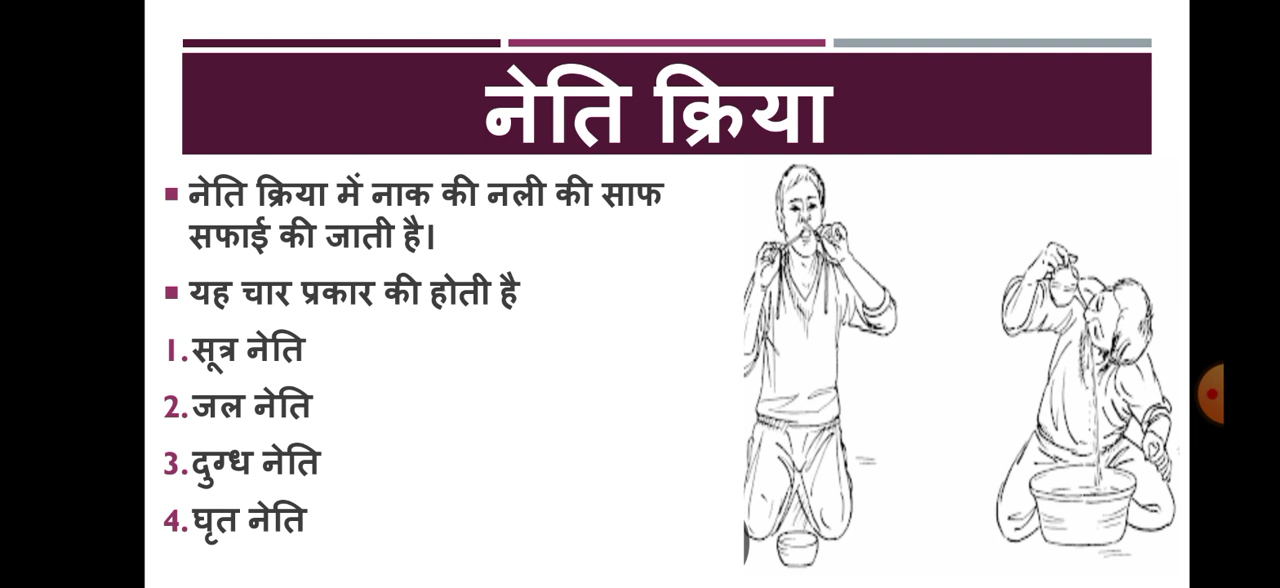 नेति क्रिया
नेति क्रिया में नाक की नली की साफ
सफाई की जाती है।
यह चार प्रकार की होती है
1. सूत्र नेति
2. जल नेति
3. दुग्ध नेति
4. घृत नेति